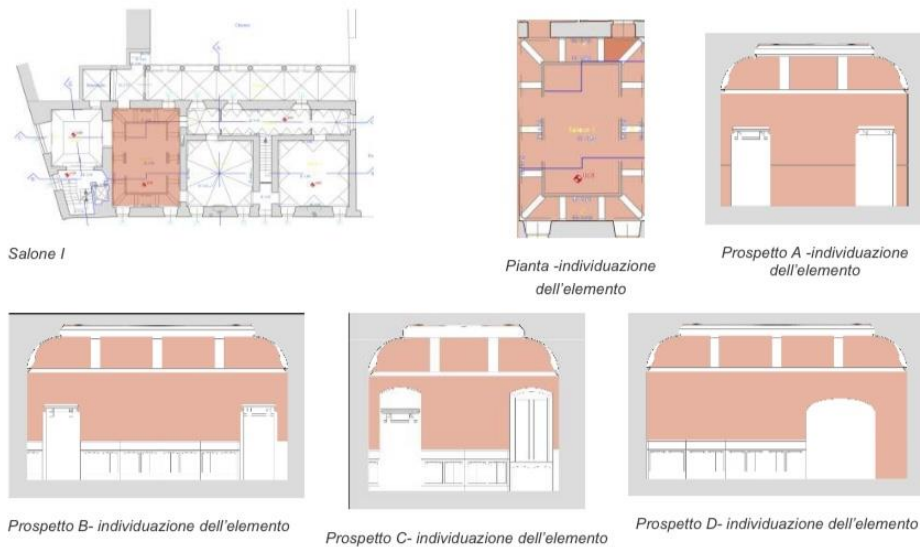 Salone I
Pianta -individuazione
dell'elemento
Prospetto A -individuazione
dell'elemento
Prospetto B- individuazione dell'elemento
Prospetto C- individuazione dell'elemento
Prospetto D- individuazione dell'elemento